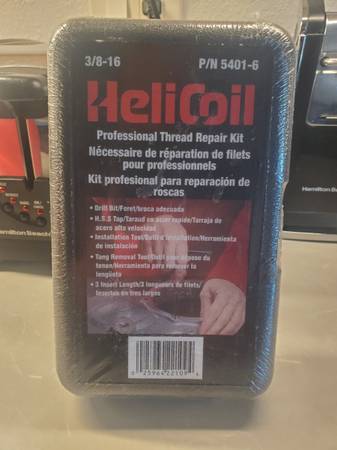 3/8-16 P/N 5401-6
HeliCoil
Professional Thread Repair Kit
Nécessaire de réparation de filets
pour professionnels
Kit profesional para reparación de
roscas
• Drill Bit/Foret/broca adecuada
• H.S.S Tap/Taraud en acier rapide/Tarraja de
acero alta velocidad
• Installation Tool/Outil d'installation/Herramienta
de instalación
• Tang Removal Tool/Outil pour dépose du
tenon/Herramienta para remover la
lengüeta
• 3 Insert Length/3 longueurs de filets/
Insertos en tres largos
Hamilton Beach
Hamilton Beach